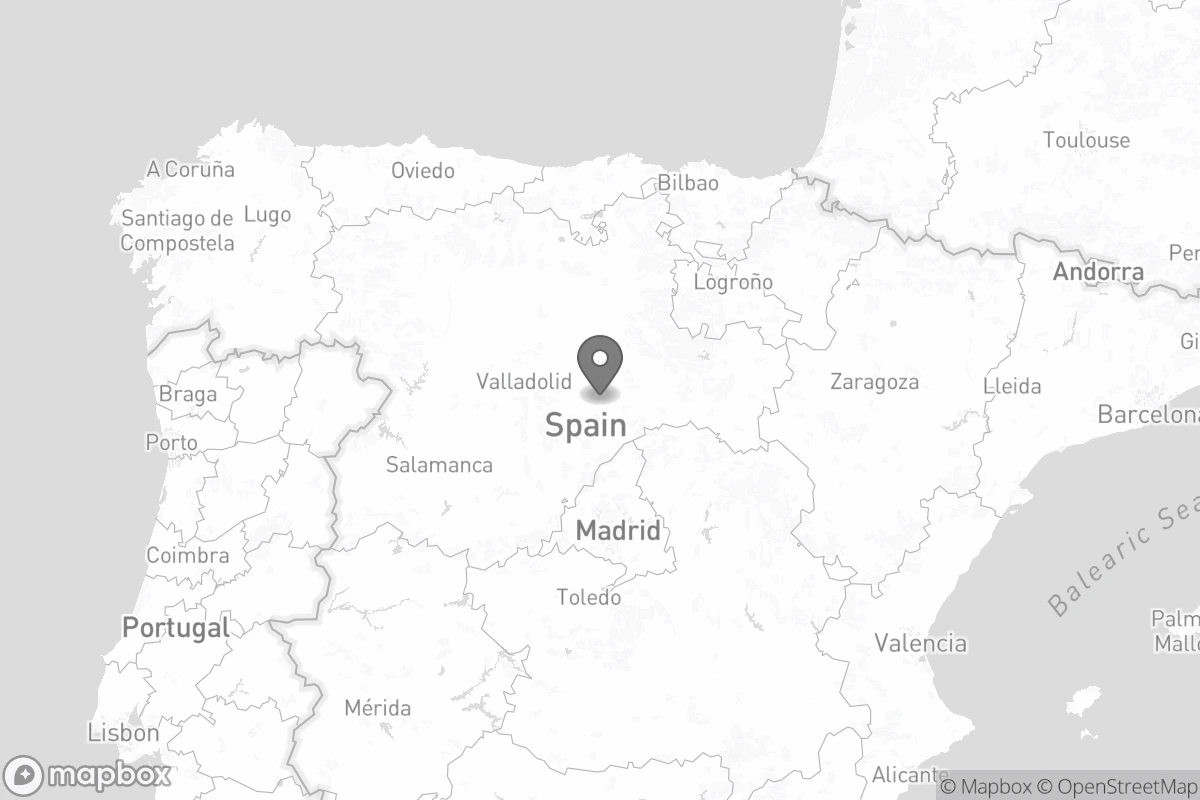 Toulouse
A Coruña
Oviedo
Bilbao
Santiago de
Compostela
Lugo
Per
Andorra
Logroño
Gi
Valladolid
Zaragoza
Lleida
Braga
Barcelona
Spain
Porto
Salamanca
Balearic Sea
Madrid
Coimbra
Toledo
Portugal
Palm
Mallo
Valencia
Mérida
Lisbon
Alicante
mapbox
© Mapbox © OpenStreetMap